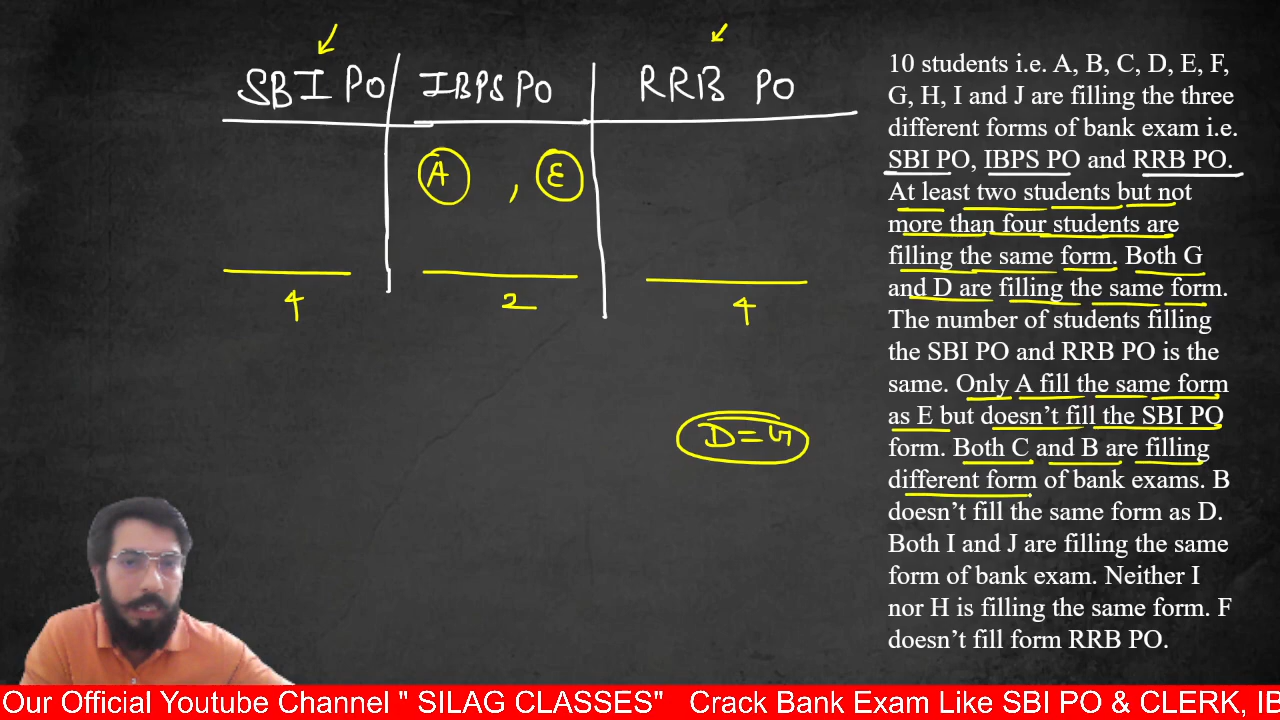 SBI PO IBPS PO RRB PO
A , E
4 2 4
D = G
10 students i.e. A, B, C, D, E, F,
G, H, I and J are filling the three
different forms of bank exam i.e.
SBI PO, IBPS PO and RRB PO.
At least two students but not
more than four students are
filling the same form. Both G
and D are filling the same form.
The number of students filling
the SBI PO and RRB PO is the
same. Only A fill the same form
as E but doesn’t fill the SBI PO
form. Both C and B are filling
different form of bank exams. B
doesn’t fill the same form as D.
Both I and J are filling the same
form of bank exam. Neither I
nor H is filling the same form. F
doesn’t fill form RRB PO.
Our Official Youtube Channel " SILAG CLASSES" Crack Bank Exam Like SBI PO & CLERK, IB